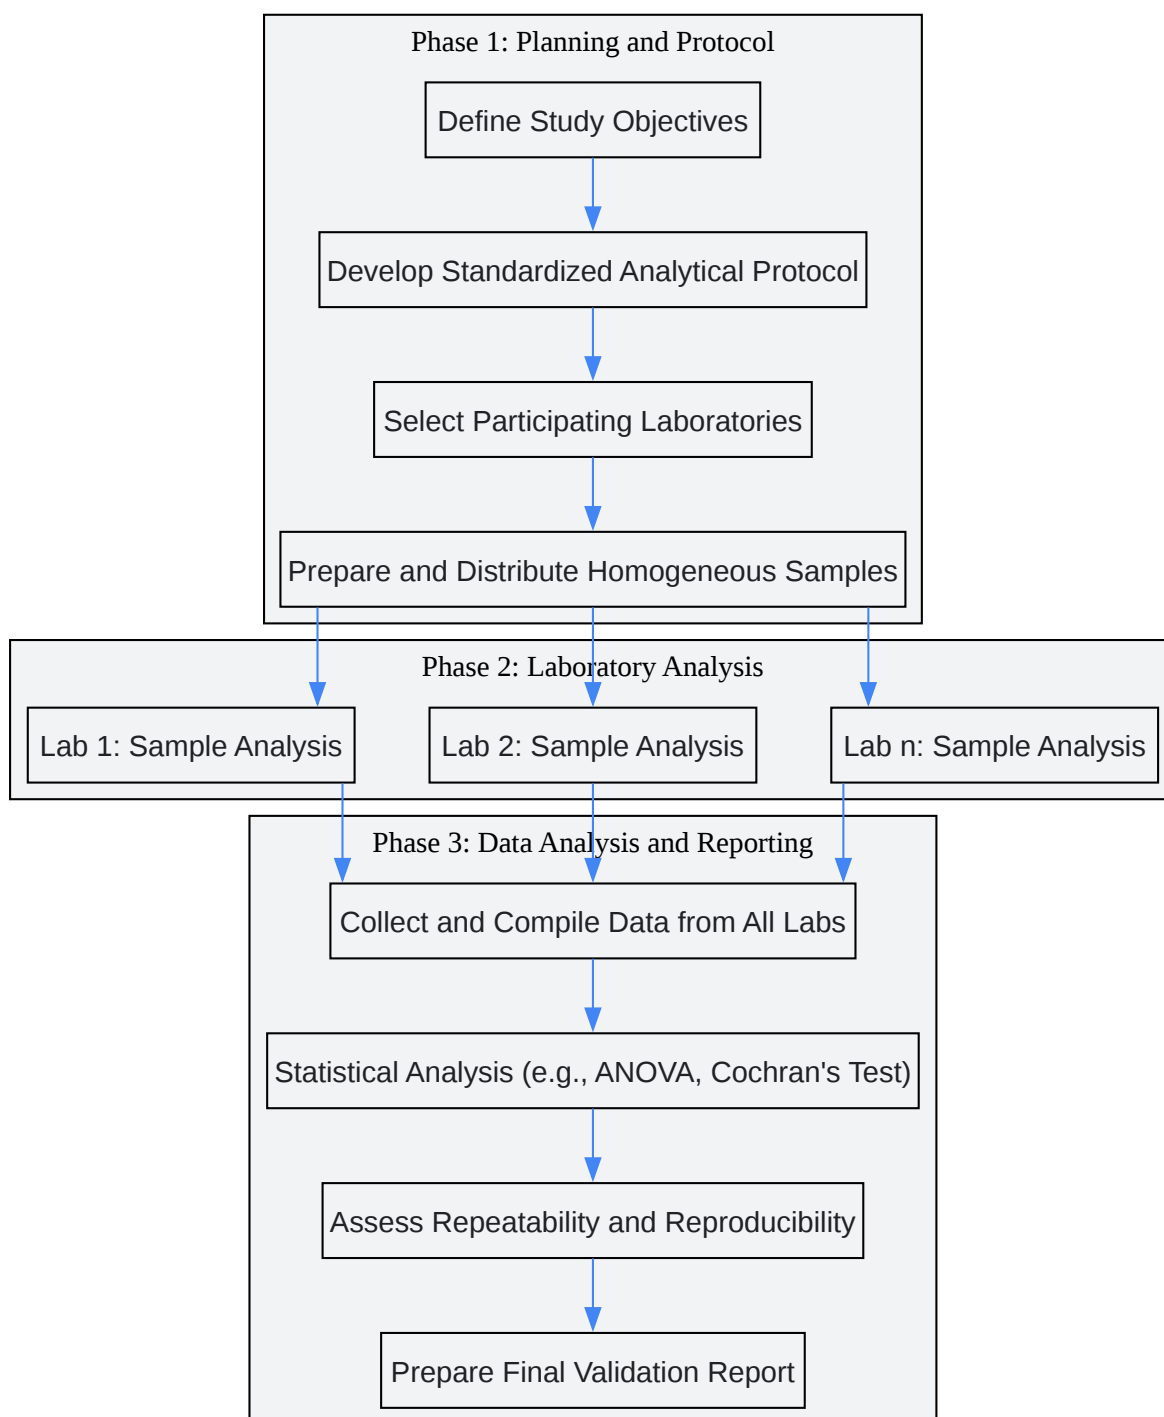 Phase 1: Planning and Protocol
Define Study Objectives
Develop Standardized Analytical Protocol
Select Participating Laboratories
Prepare and Distribute Homogeneous Samples
Phase 2: Laboratory Analysis
Lab 1: Sample Analysis
Lab 2: Sample Analysis
Lab n: Sample Analysis
Phase 3: Data Analysis and Reporting
Collect and Compile Data from All Labs
Statistical Analysis (e.g., ANOVA, Cochran's Test)
Assess Repeatability and Reproducibility
Prepare Final Validation Report